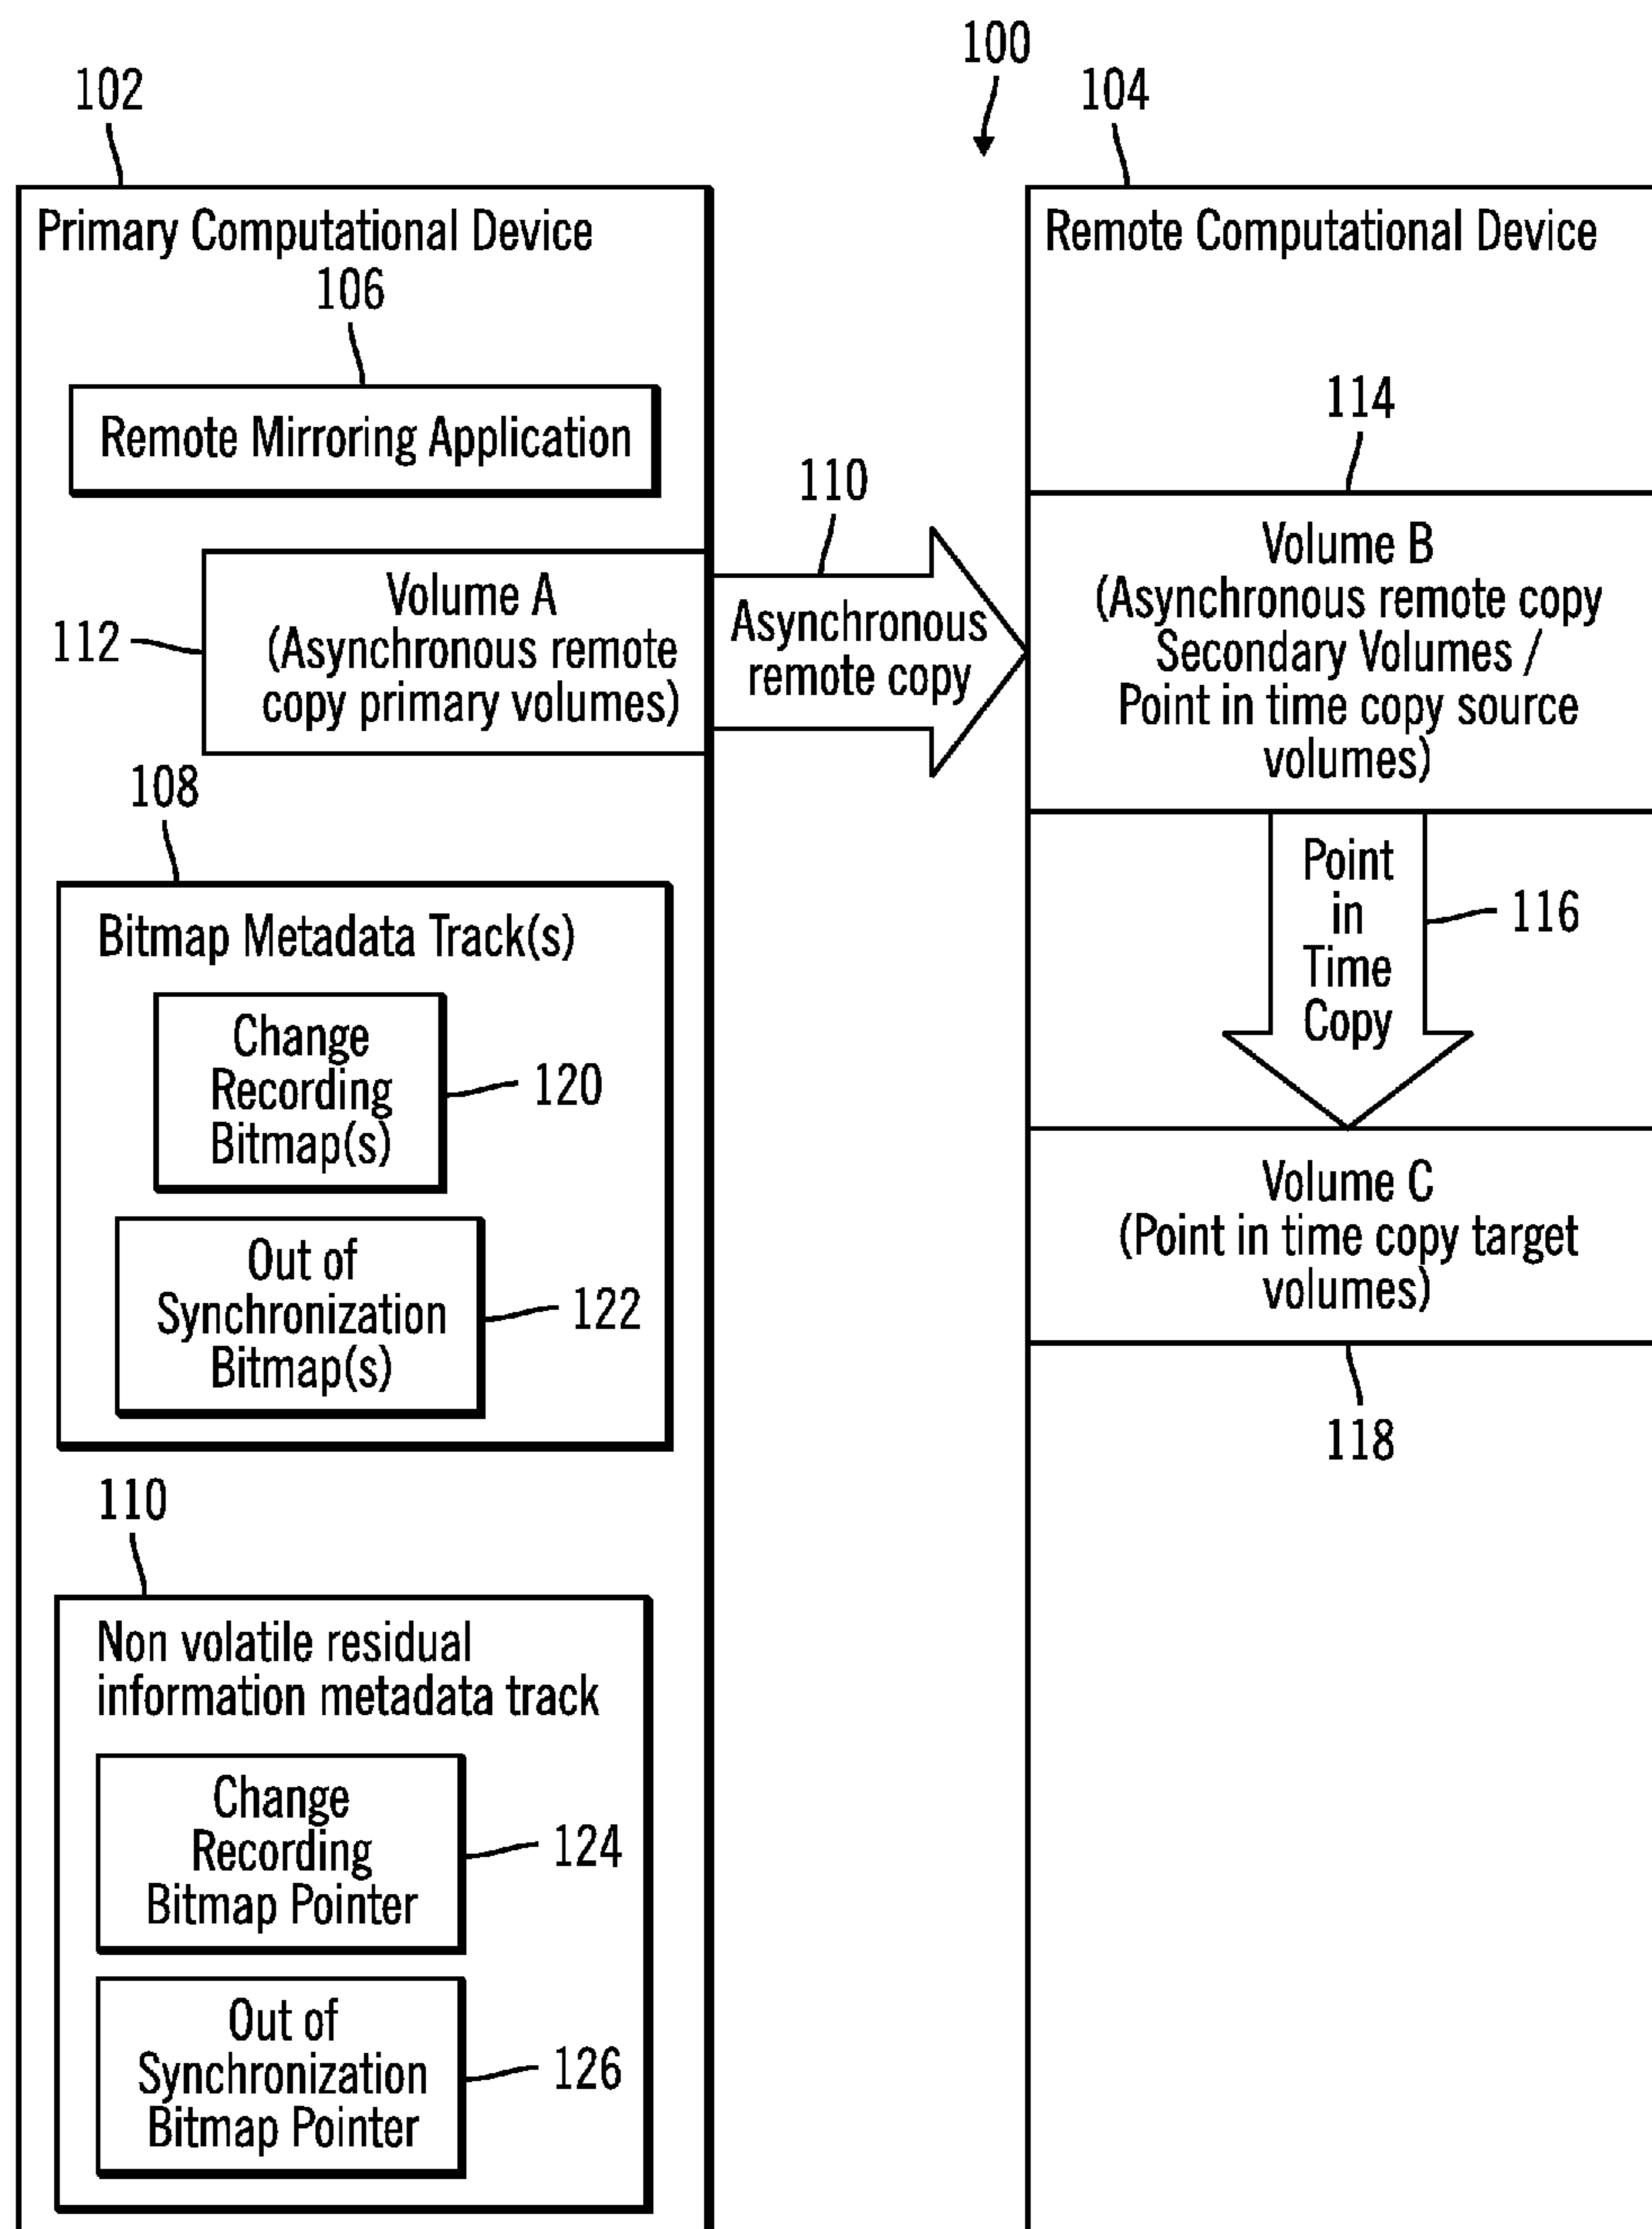 100
102
104
Primary Computational Device
106
Remote Mirroring Application
112
Volume A
(Asynchronous remote
copy primary volumes)
110
Asynchronous
remote copy
Remote Computational Device
114
Volume B
(Asynchronous remote copy
Secondary Volumes /
Point in time copy source
volumes)
Point
in
Time
Copy
116
Volume C
(Point in time copy target
volumes)
118
108
Bitmap Metadata Track(s)
Change
Recording
Bitmap(s)
120
Out of
Synchronization
Bitmap(s)
122
110
Non volatile residual
information metadata track
Change
Recording
Bitmap Pointer
124
Out of
Synchronization
Bitmap Pointer
126